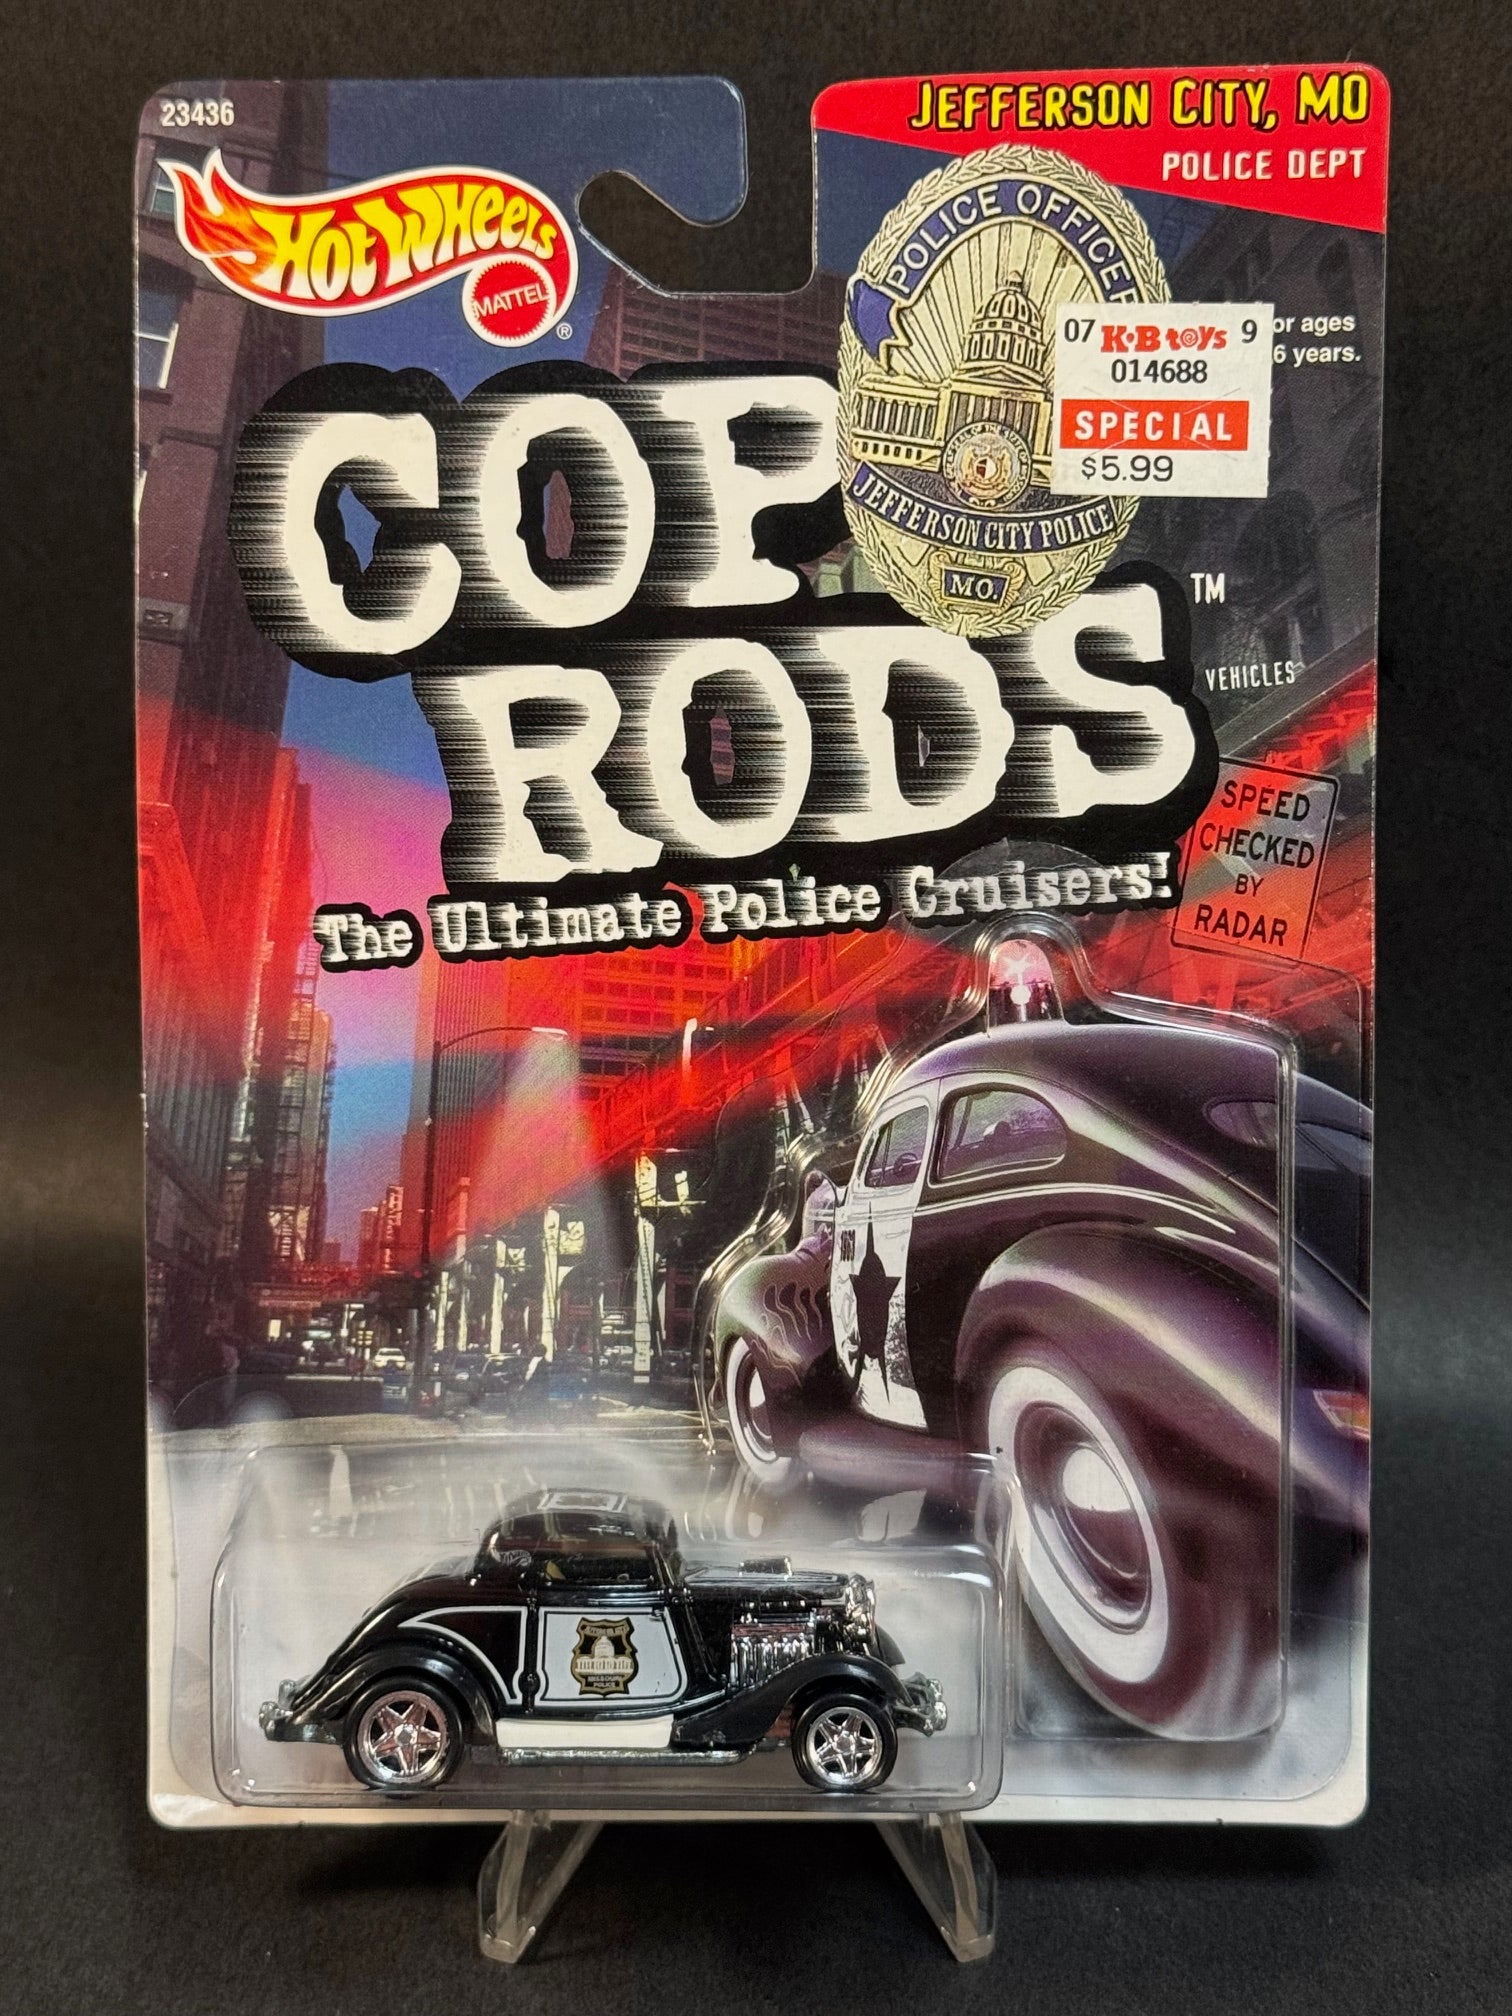 23436
JEFFERSON CITY, MO
POLICE DEPT
HOT WHEELS
MATTEL
®
POLICE OFFICER
07 K·B toys 9
014688
SPECIAL
$5.99
or ages
6 years.
JEFFERSON CITY POLICE
MO.
COP
RODS
™
VEHICLES
The Ultimate Police Cruisers!
SPEED
CHECKED
BY
RADAR
MISSOURI
POLICE